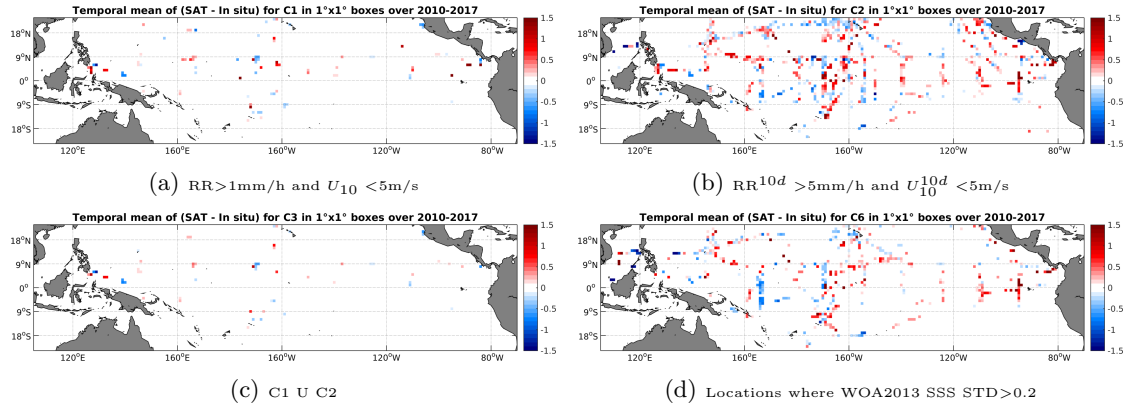 Temporal mean of (SAT - In situ) for C1 in 1°x1° boxes over 2010-2017
18°N
9°N
0°
9°S
18°S
120°E
160°E
160°W
120°W
80°W
1.5
1
0.5
0
-0.5
-1
-1.5
(a) RR>1mm/h and U10 <5m/s
Temporal mean of (SAT - In situ) for C2 in 1°x1° boxes over 2010-2017
18°N
9°N
0°
9°S
18°S
120°E
160°E
160°W
120°W
80°W
1.5
1
0.5
0
-0.5
-1
-1.5
(b) RR^10d >5mm/h and U10^10d <5m/s
Temporal mean of (SAT - In situ) for C3 in 1°x1° boxes over 2010-2017
18°N
9°N
0°
9°S
18°S
120°E
160°E
160°W
120°W
80°W
1.5
1
0.5
0
-0.5
-1
-1.5
(c) C1 U C2
Temporal mean of (SAT - In situ) for C6 in 1°x1° boxes over 2010-2017
18°N
9°N
0°
9°S
18°S
120°E
160°E
160°W
120°W
80°W
1.5
1
0.5
0
-0.5
-1
-1.5
(d) Locations where WOA2013 SSS STD>0.2